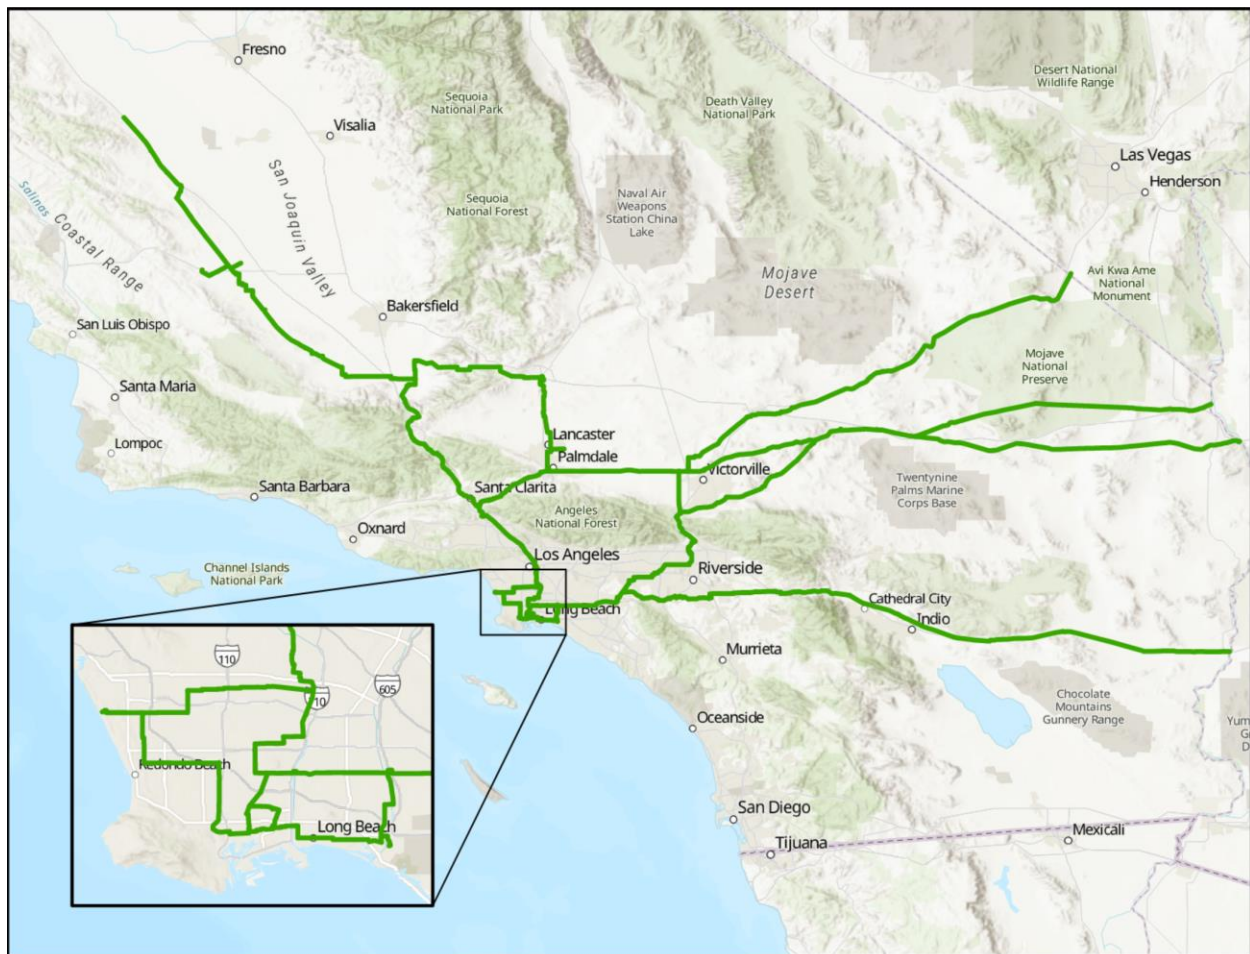 Fresno
Visalia
Sequoia
National Park
Death Valley
National Park
Desert National
Wildlife Range
Las Vegas
Henderson
Salinas
Coastal Range
San Joaquin Valley
Sequoia
National Forest
Naval Air
Weapons
Station China
Lake
Mojave
Desert
Avi Kwa Ame
National
Monument
Bakersfield
San Luis Obispo
Santa Maria
Mojave
National
Preserve
Lompoc
Lancaster
Palmdale
Victorville
Santa Barbara
Santa Clarita
Twentynine
Palms Marine
Corps Base
Angeles
National Forest
Oxnard
Los Angeles
Channel Islands
National Park
Riverside
Long Beach
Cathedral City
Indio
Murrieta
Chocolate
Mountains
Gunnery Range
Oceanside
Yum
G
D
San Diego
Tijuana
Mexicali
110
605
10
Redondo Beach
Long Beach